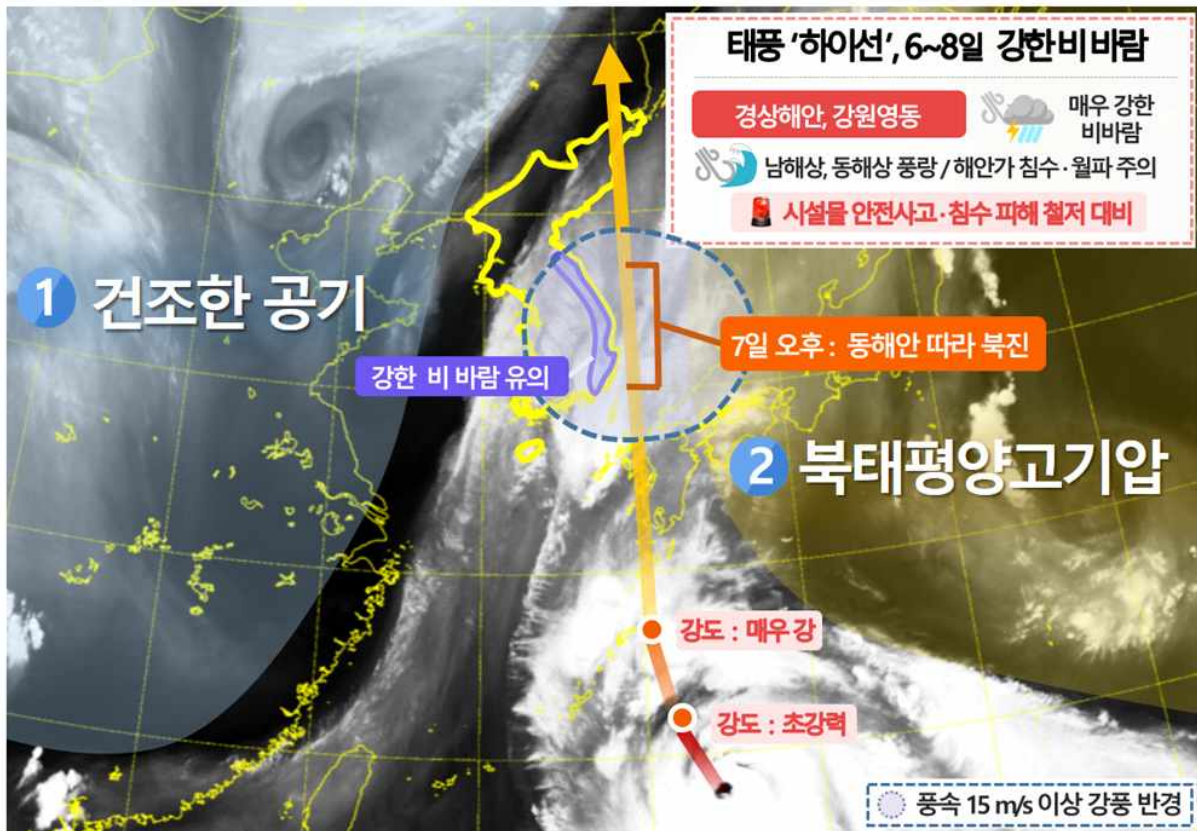 태풍 ‘하이선’, 6~8일 강한 비 바람
경상해안, 강원영동
매우 강한
비바람
남해상, 동해상 풍랑 / 해안가 침수·월파 주의
시설물 안전사고·침수 피해 철저 대비
1 건조한 공기
7일 오후 : 동해안 따라 북진
강한 비 바람 유의
2 북태평양고기압
강도 : 매우 강
강도 : 초강력
풍속 15 m/s 이상 강풍 반경